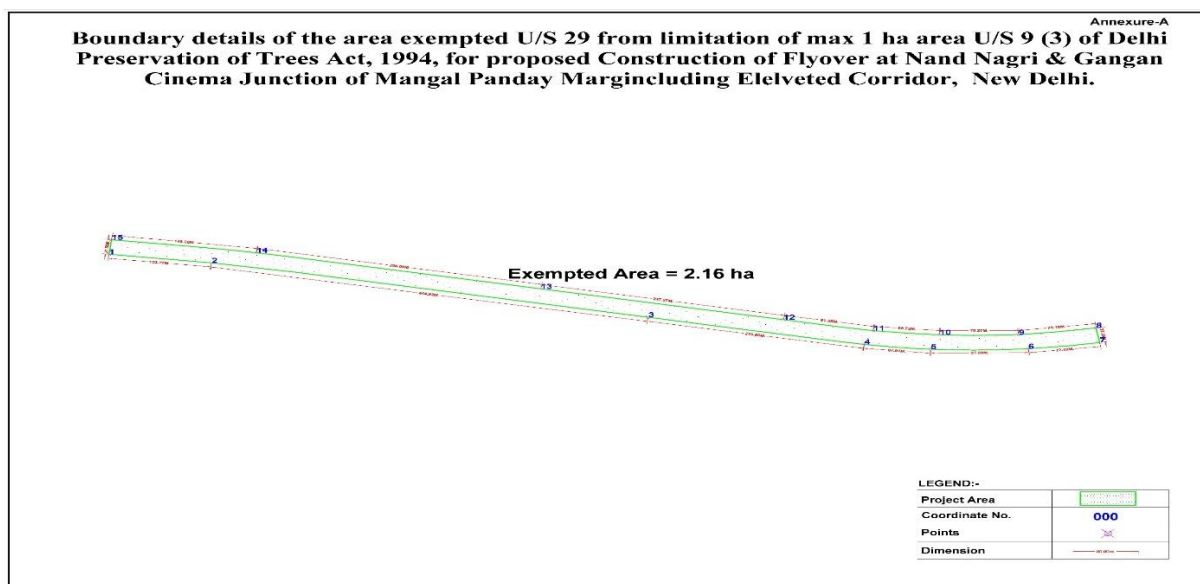 Annexure-A
Boundary details of the area exempted U/S 29 from limitation of max 1 ha area U/S 9 (3) of Delhi
Preservation of Trees Act, 1994, for proposed Construction of Flyover at Nand Nagri & Gangan
Cinema Junction of Mangal Panday Margincluding Elelveted Corridor, New Delhi.
15
1
2
14
13
Exempted Area = 2.16 ha
3
12
11
4
10
5
9
6
8
LEGEND:-
Project Area
Coordinate No. 000
Points
Dimension